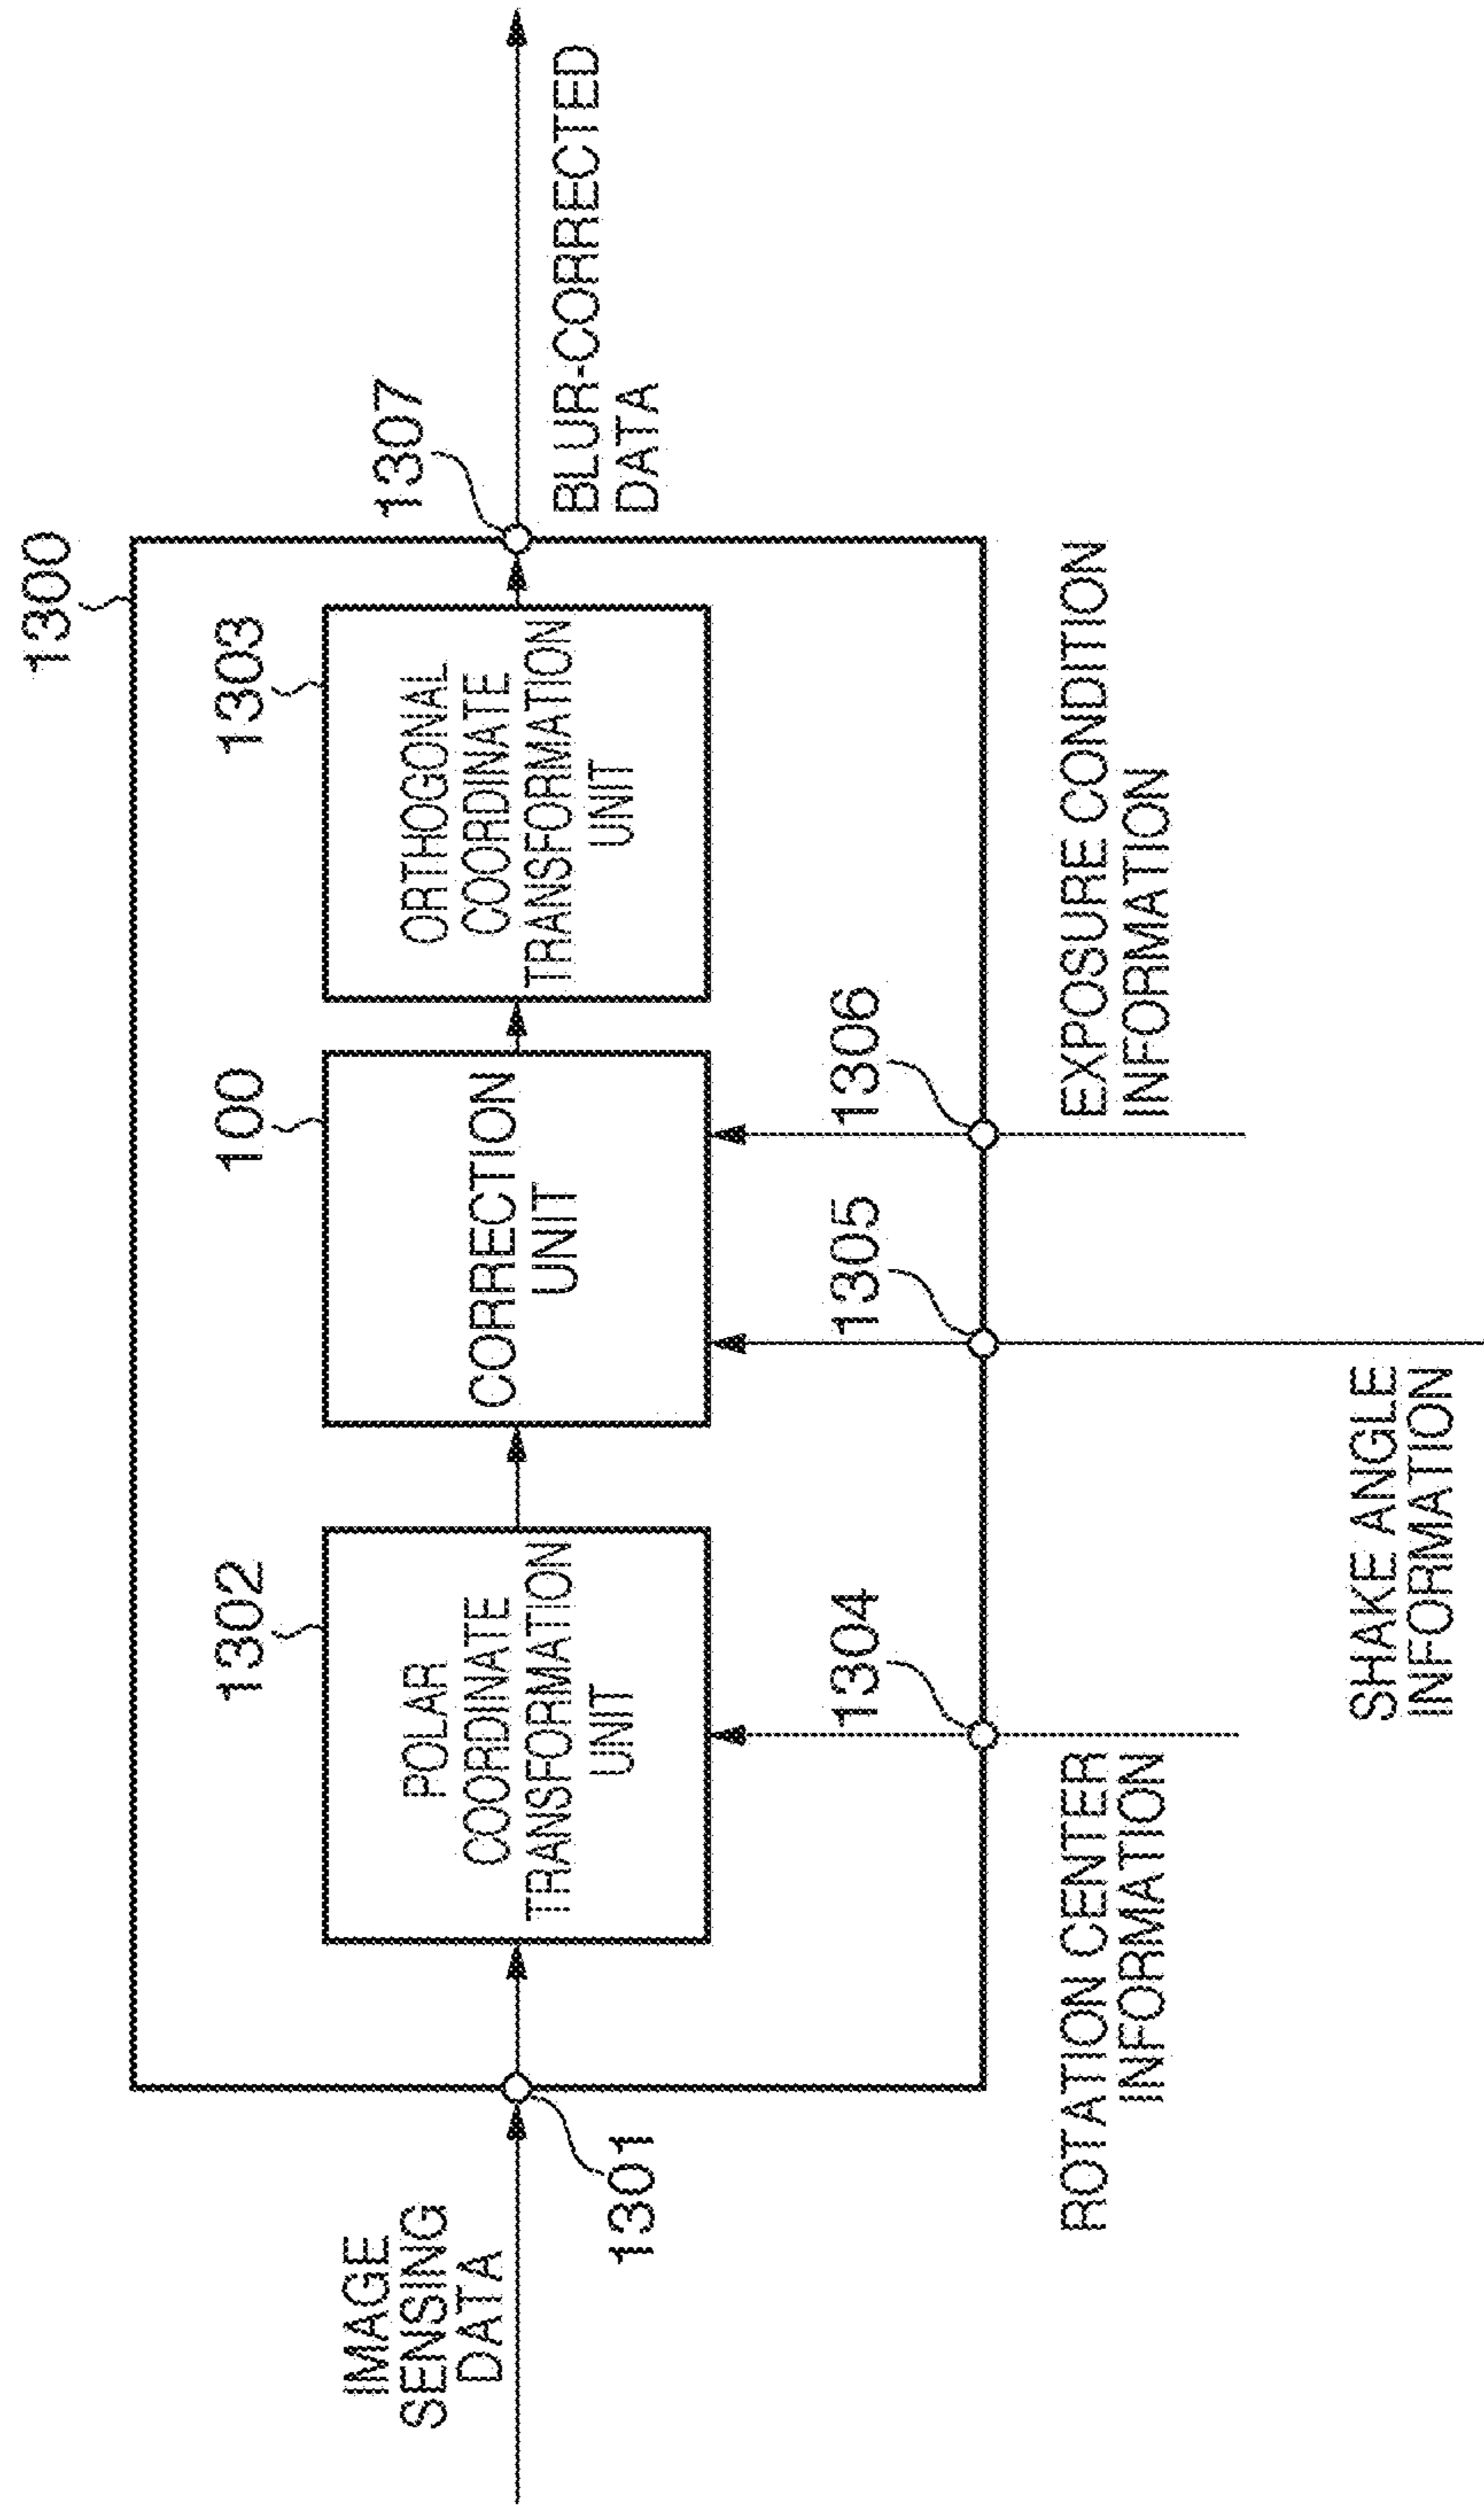 1300
1302
100
1303
1307
IMAGE
SENSING
DATA
1301
POLAR
COORDINATE
TRANSFORMATION
UNIT
CORRECTION
UNIT
ORTHOGONAL
COORDINATE
TRANSFORMATION
UNIT
BLUR-CORRECTED
DATA
1304
1305
1306
ROTATION CENTER
INFORMATION
SHAKE ANGLE
INFORMATION
EXPOSURE CONDITION
INFORMATION